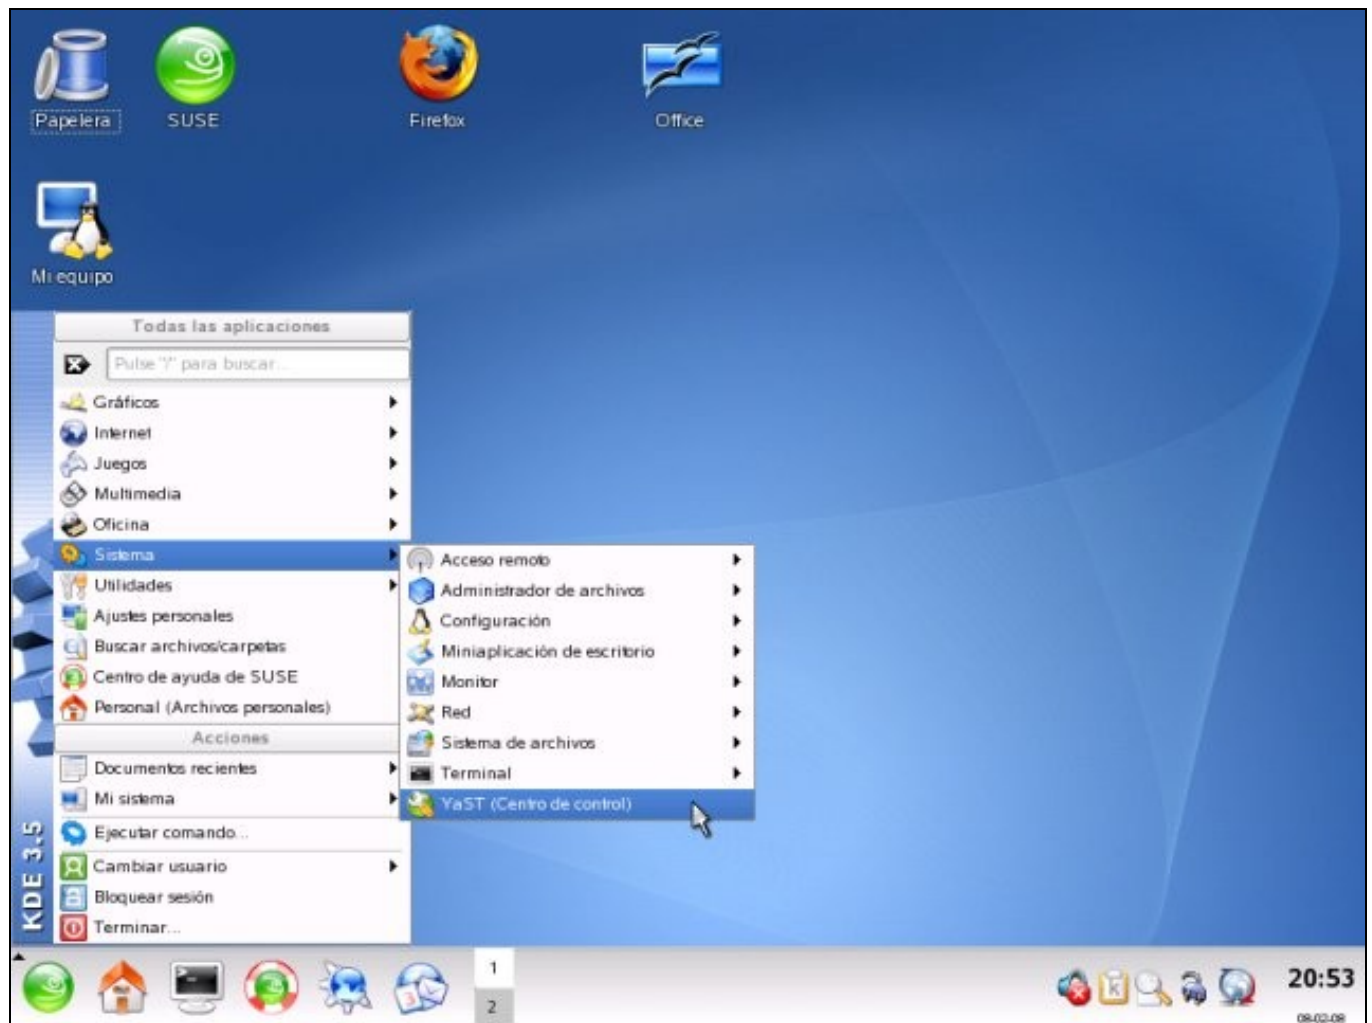 Papelera
SUSE
Firefox
Office
Mi equipo
Todas las aplicaciones
Pulse "/" para buscar...
Gráficos
Internet
Juegos
Multimedia
Oficina
Sistema
Utilidades
Ajustes personales
Buscar archivos/carpetas
Centro de ayuda de SUSE
Personal (Archivos personales)
Acciones
Documentos recientes
Mi sistema
Ejecutar comando...
Cambiar usuario
Bloquear sesión
Terminar...
KDE 3.5
Acceso remoto
Administrador de archivos
Configuración
Miniaplicación de escritorio
Monitor
Red
Sistema de archivos
Terminal
YaST (Centro de control)
1
2
20:53
08-02-08